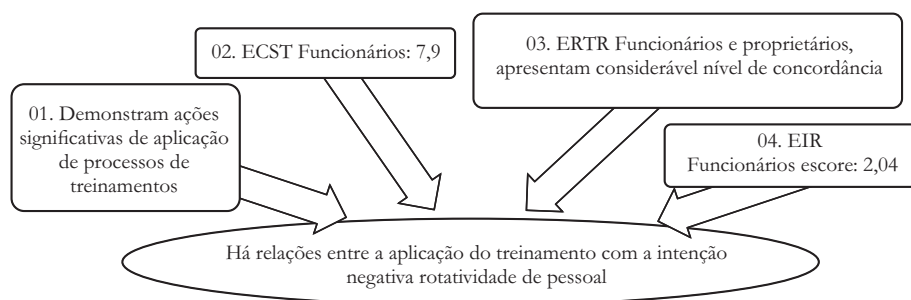 01. Demonstram ações
significativas de aplicação
de processos de
treinamentos
02. ECST Funcionários: 7,9
03. ERTR Funcionários e proprietários,
apresentam considerável nível de concordância
04. EIR
Funcionários escore: 2,04
Há relações entre a aplicação do treinamento com a intenção
negativa rotatividade de pessoal